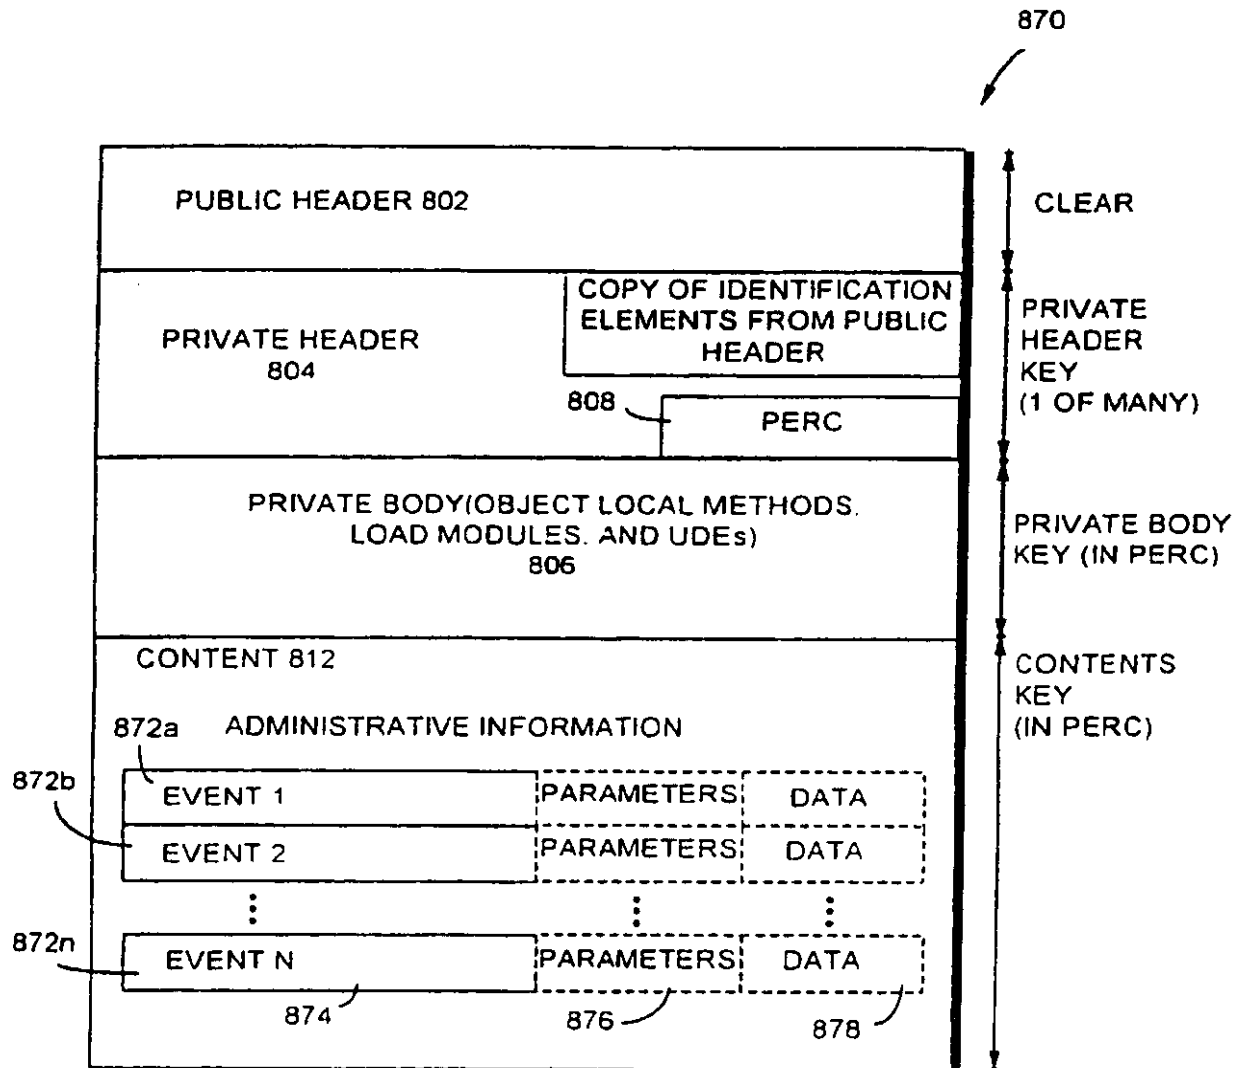 870
PUBLIC HEADER 802
CLEAR
PRIVATE HEADER
804
COPY OF IDENTIFICATION
ELEMENTS FROM PUBLIC
HEADER
808
PERC
PRIVATE
HEADER
KEY
(1 OF MANY)
PRIVATE BODY(OBJECT LOCAL METHODS.
LOAD MODULES. AND UDEs)
806
PRIVATE BODY
KEY (IN PERC)
CONTENT 812
CONTENTS
KEY
(IN PERC)
872a
ADMINISTRATIVE INFORMATION
872b
EVENT 1 PARAMETERS DATA
EVENT 2 PARAMETERS DATA
872n
EVENT N PARAMETERS DATA
874
876
878